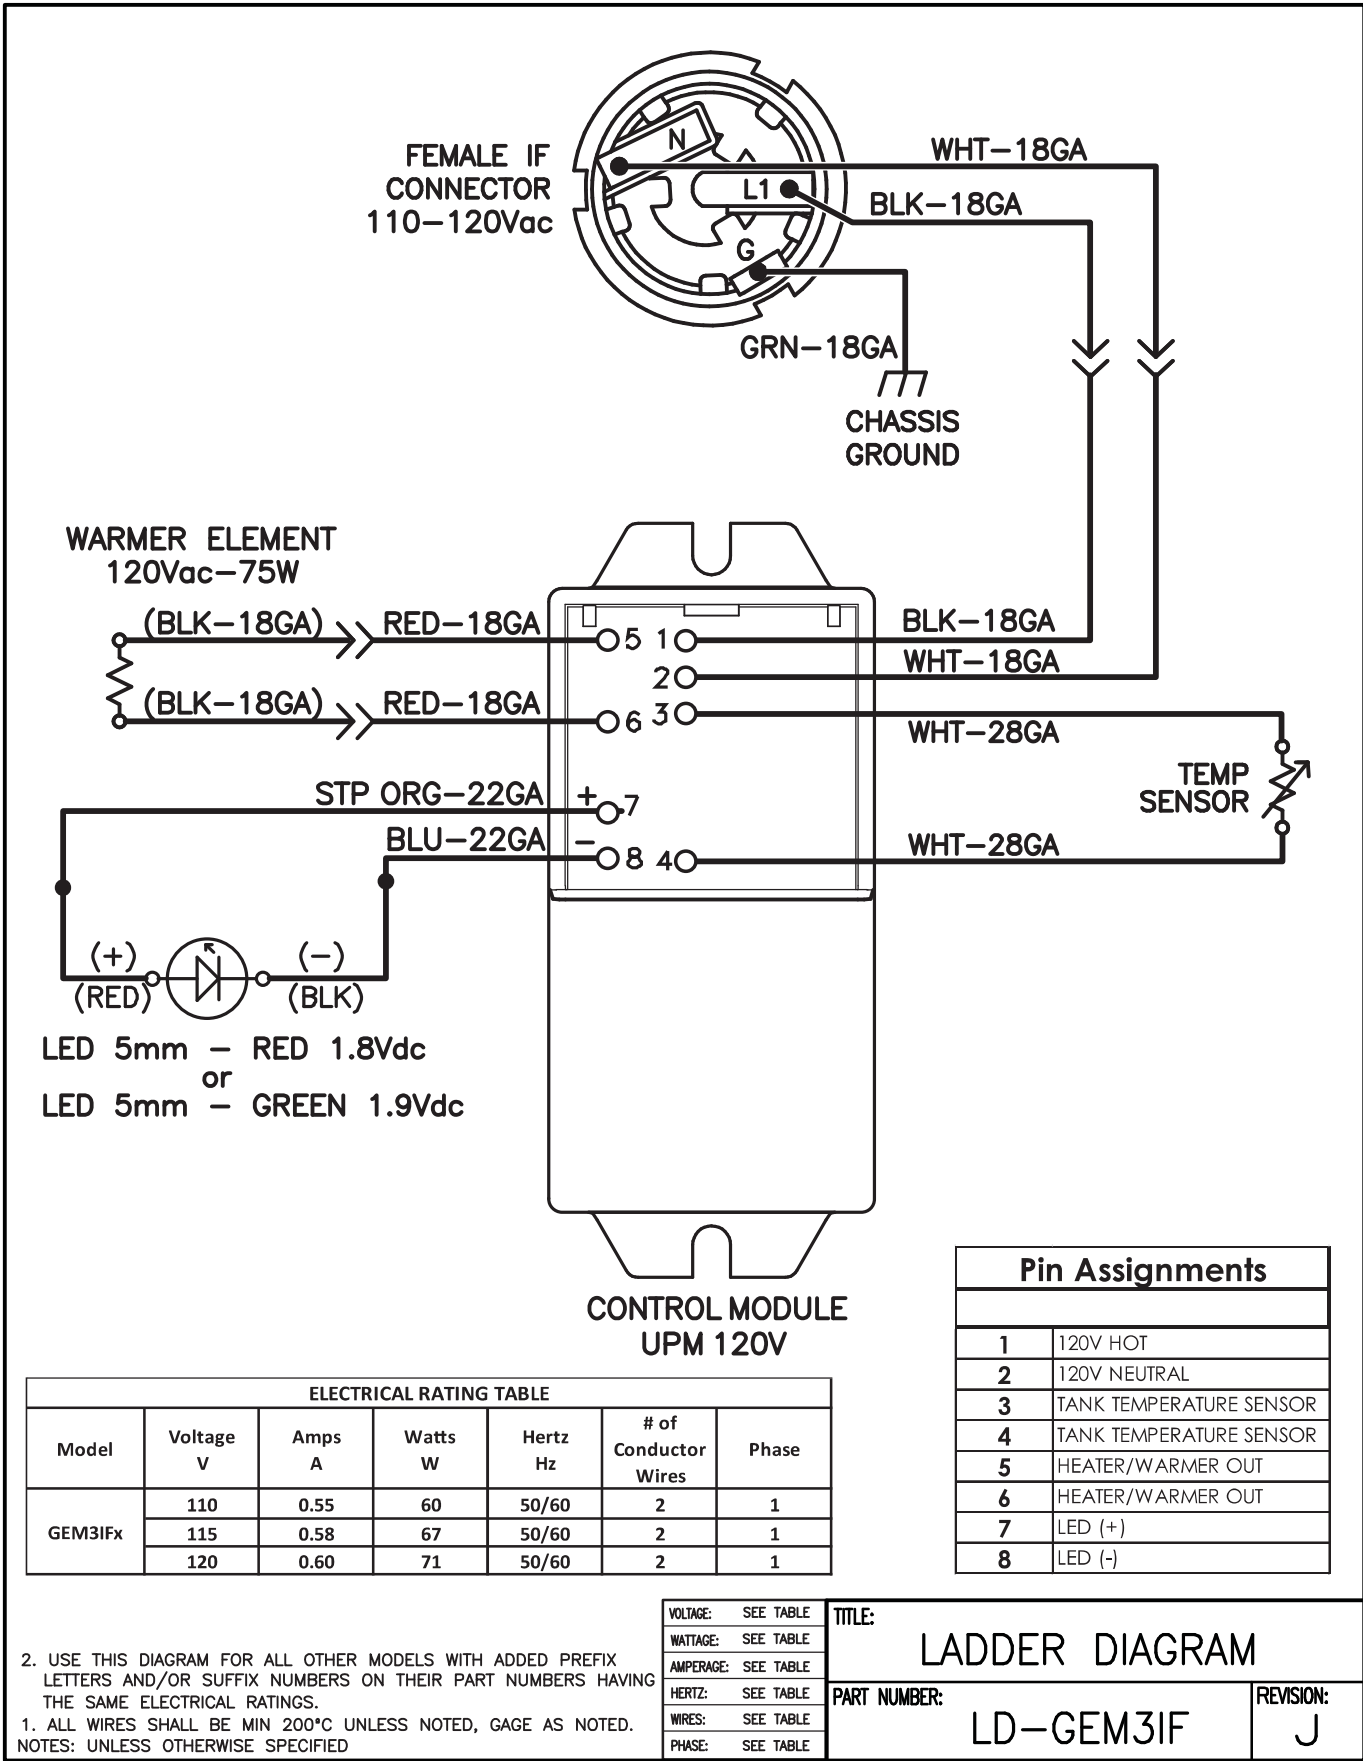 N
FEMALE IF
CONNECTOR
110-120Vac
WHT-18GA
L1
BLK-18GA
G
GRN-18GA
CHASSIS
GROUND
WARMER ELEMENT
120Vac-75W
(BLK-18GA)
RED-18GA
5
1
BLK-18GA
2
WHT-18GA
(BLK-18GA)
RED-18GA
6
3
WHT-28GA
TEMP
SENSOR
STP ORG-22GA
+
7
BLU-22GA
-
8
4
WHT-28GA
(+)
(-)
(RED)
(BLK)
LED 5mm - RED 1.8Vdc
or
LED 5mm - GREEN 1.9Vdc
CONTROL MODULE
UPM 120V
Pin Assignments
1 120V HOT
2 120V NEUTRAL
3 TANK TEMPERATURE SENSOR
4 TANK TEMPERATURE SENSOR
5 HEATER/WARMER OUT
6 HEATER/WARMER OUT
7 LED (+)
8 LED (-)
ELECTRICAL RATING TABLE
Model Voltage V Amps A Watts W Hertz Hz # of Conductor Wires Phase
GEM3IFx
110 0.55 60 50/60 2 1
115 0.58 67 50/60 2 1
120 0.60 71 50/60 2 1
2. USE THIS DIAGRAM FOR ALL OTHER MODELS WITH ADDED PREFIX
LETTERS AND/OR SUFFIX NUMBERS ON THEIR PART NUMBERS HAVING
THE SAME ELECTRICAL RATINGS.
1. ALL WIRES SHALL BE MIN 200°C UNLESS NOTED, GAGE AS NOTED.
NOTES: UNLESS OTHERWISE SPECIFIED
VOLTAGE: SEE TABLE
WATTAGE: SEE TABLE
AMPERAGE: SEE TABLE
HERTZ: SEE TABLE
WIRES: SEE TABLE
PHASE: SEE TABLE
TITLE:
LADDER DIAGRAM
PART NUMBER:
LD-GEM3IF
REVISION:
J